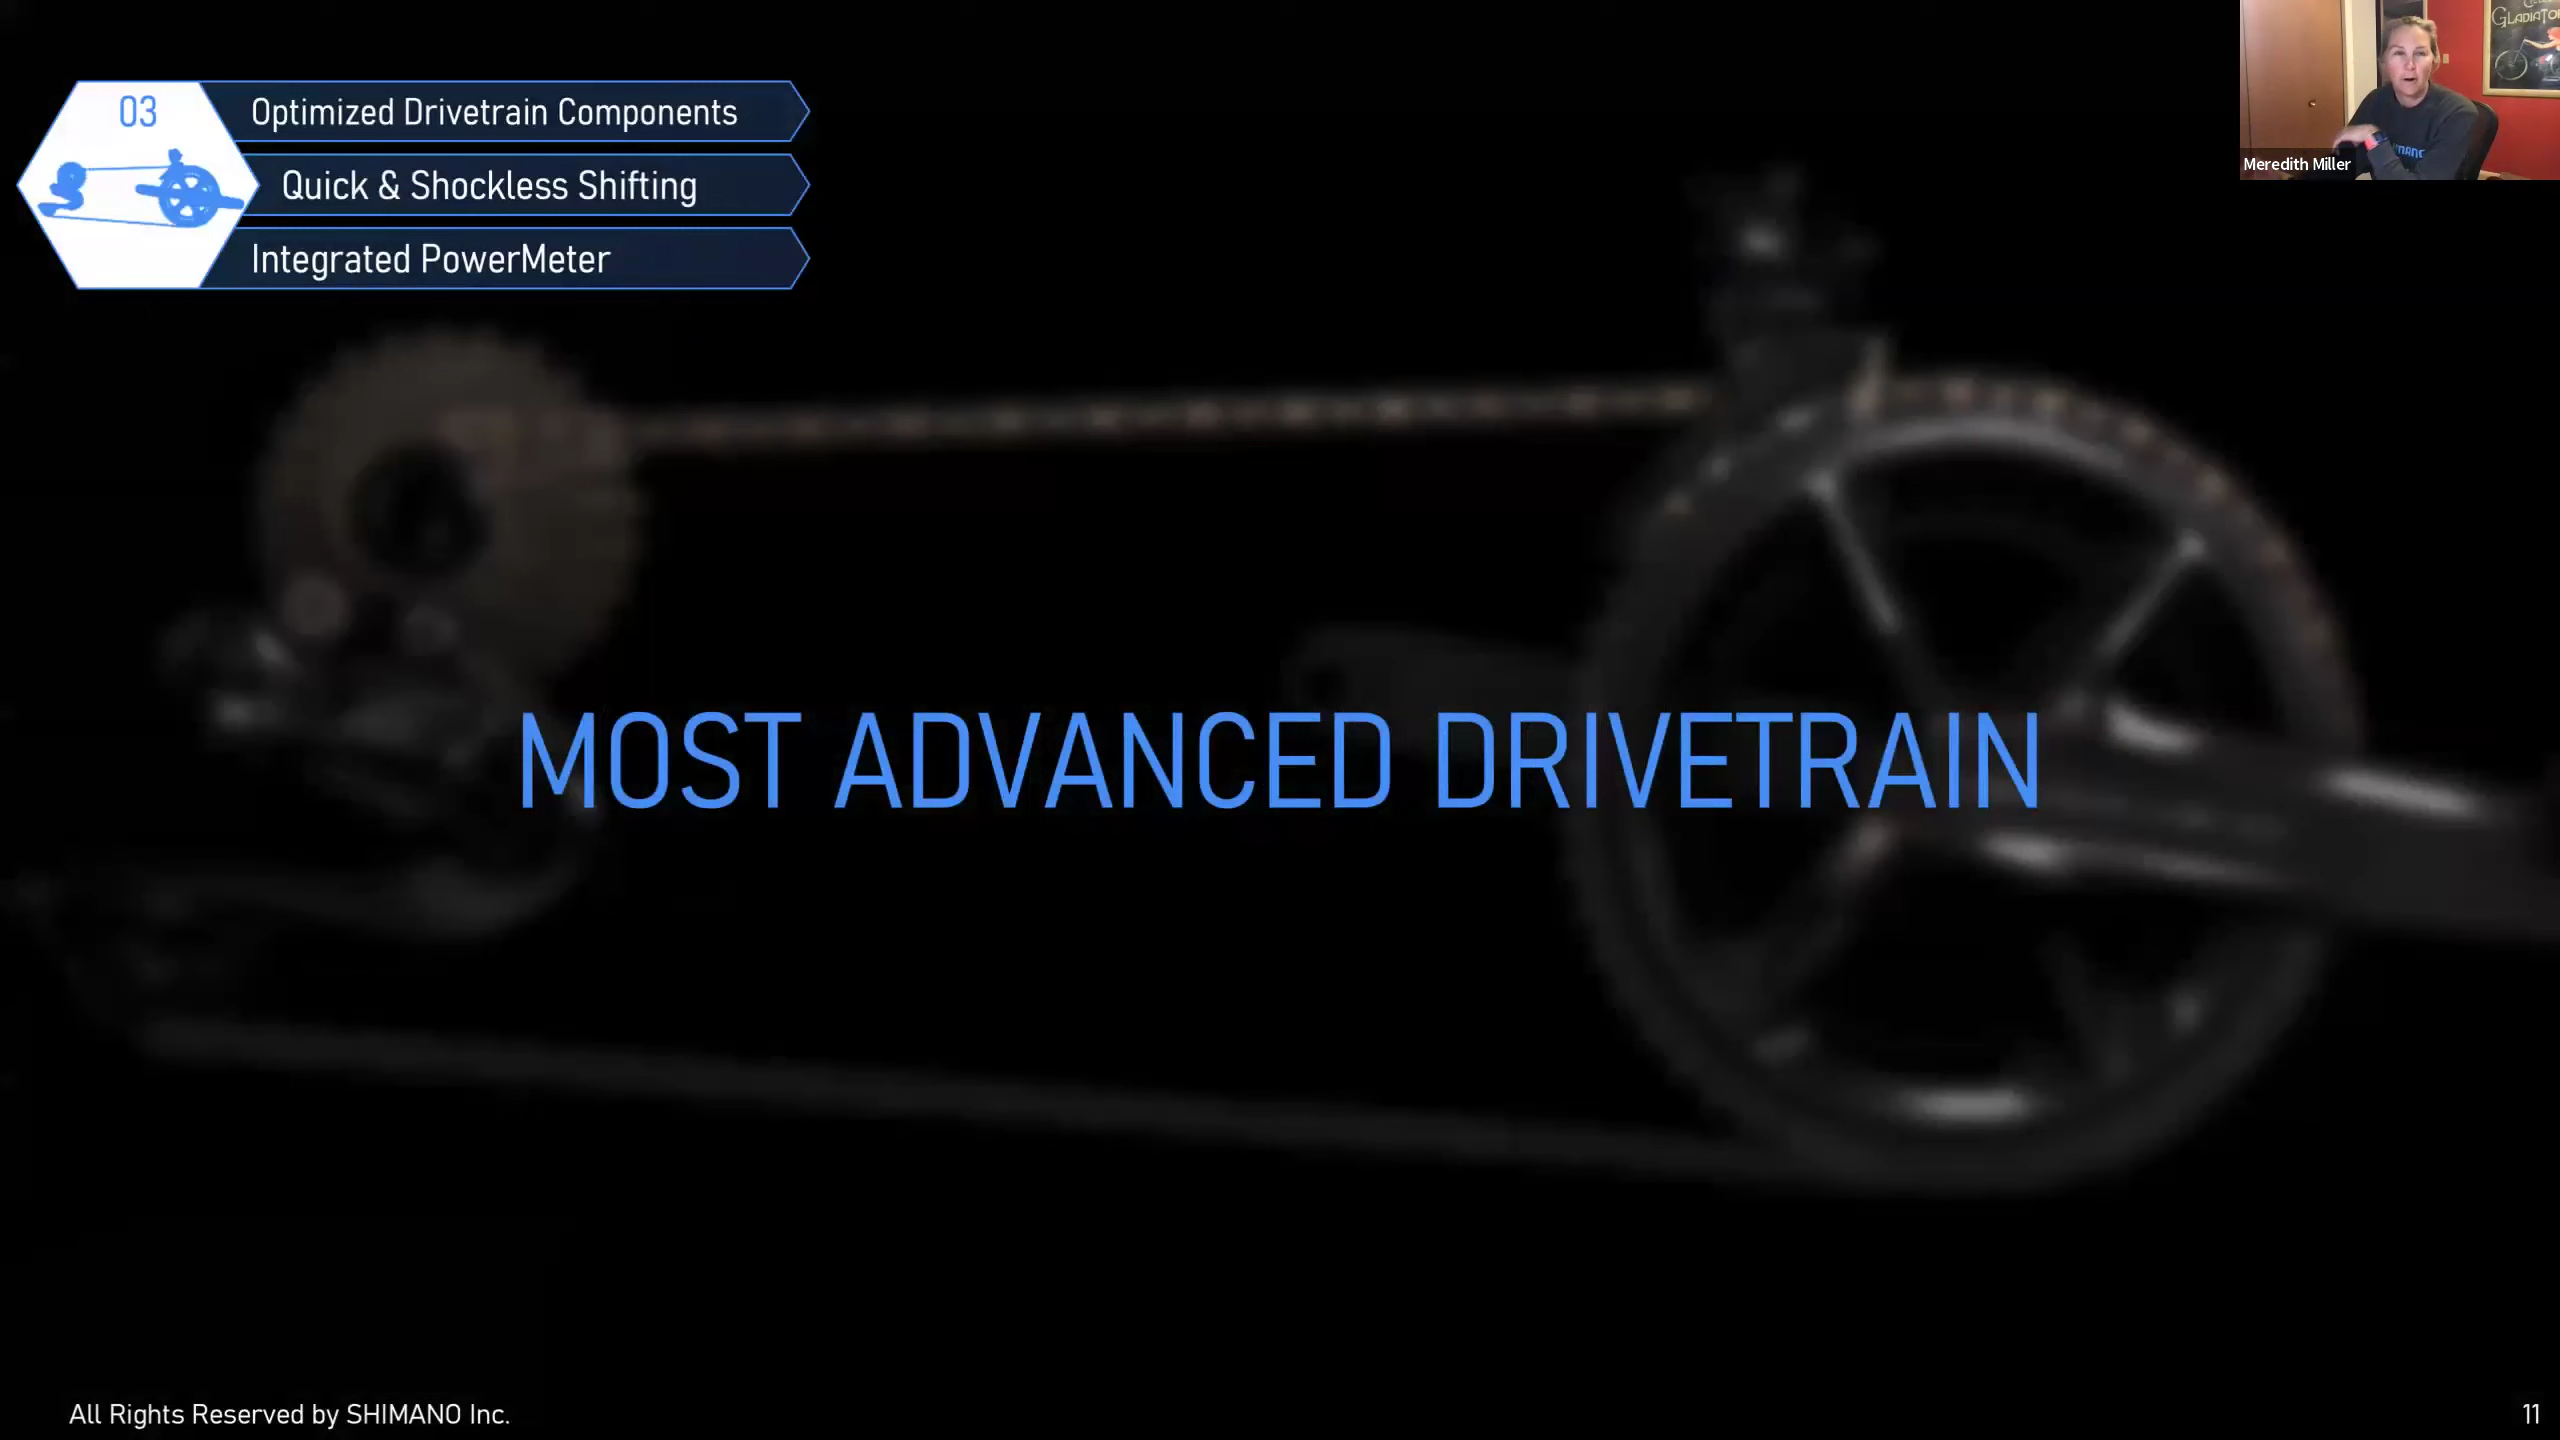 03
Optimized Drivetrain Components
Quick & Shockless Shifting
Integrated PowerMeter
GLADIATOR
Meredith Miller
MOST ADVANCED DRIVETRAIN
All Rights Reserved by SHIMANO Inc.
11